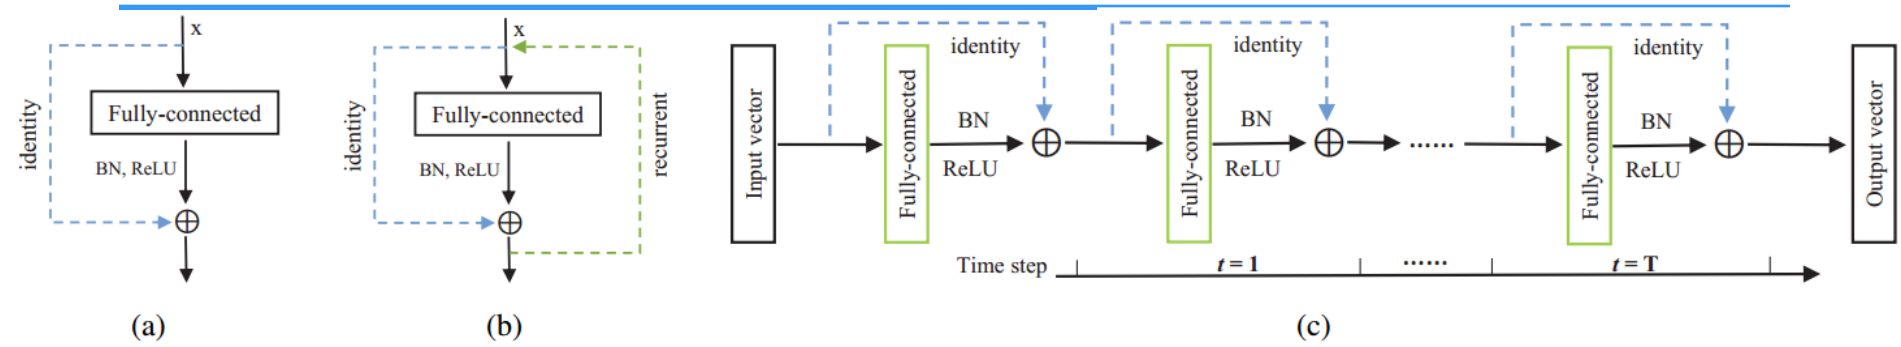 x
identity
Fully-connected
BN, ReLU
(a)
x
identity
Fully-connected
BN, ReLU
recurrent
(b)
Input vector
identity
Fully-connected
BN
ReLU
identity
Fully-connected
BN
ReLU
......
identity
Fully-connected
BN
ReLU
Output vector
Time step
t = 1
......
t = T
(c)